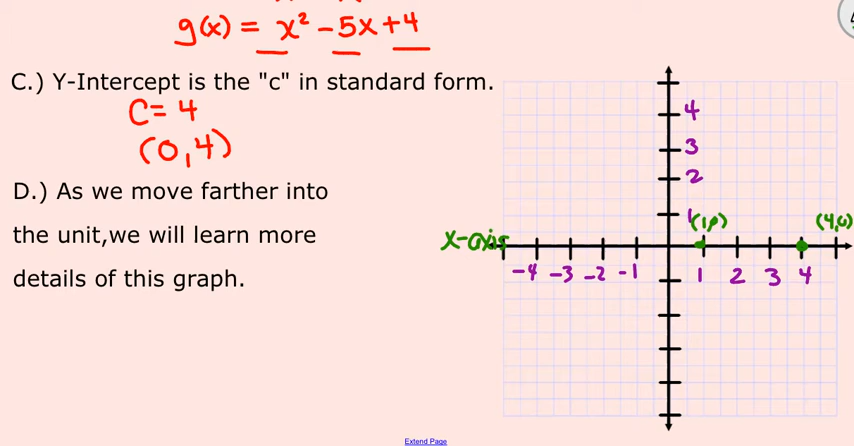 g(x) = x² - 5x + 4
C.) Y-Intercept is the "c" in standard form.
C = 4
(0,4)
D.) As we move farther into
the unit,we will learn more
details of this graph.
4
3
2
1
(1,0)
(4,0)
x-axis
-4 -3 -2 -1 1 2 3 4
Extend Page